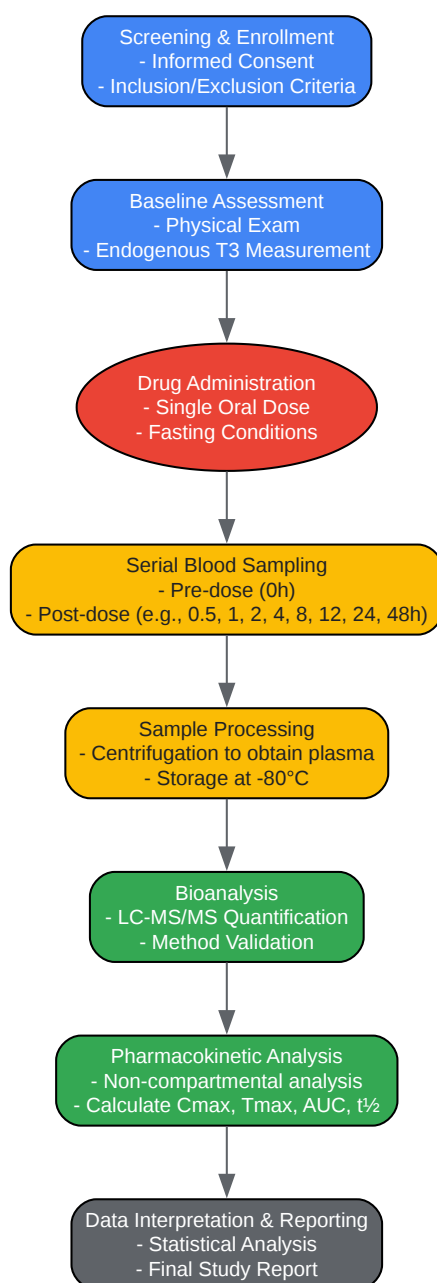 Screening & Enrollment
- Informed Consent
- Inclusion/Exclusion Criteria
Baseline Assessment
- Physical Exam
- Endogenous T3 Measurement
Drug Administration
- Single Oral Dose
- Fasting Conditions
Serial Blood Sampling
- Pre-dose (0h)
- Post-dose (e.g., 0.5, 1, 2, 4, 8, 12, 24, 48h)
Sample Processing
- Centrifugation to obtain plasma
- Storage at -80°C
Bioanalysis
- LC-MS/MS Quantification
- Method Validation
Pharmacokinetic Analysis
- Non-compartmental analysis
- Calculate Cmax, Tmax, AUC, t½
Data Interpretation & Reporting
- Statistical Analysis
- Final Study Report